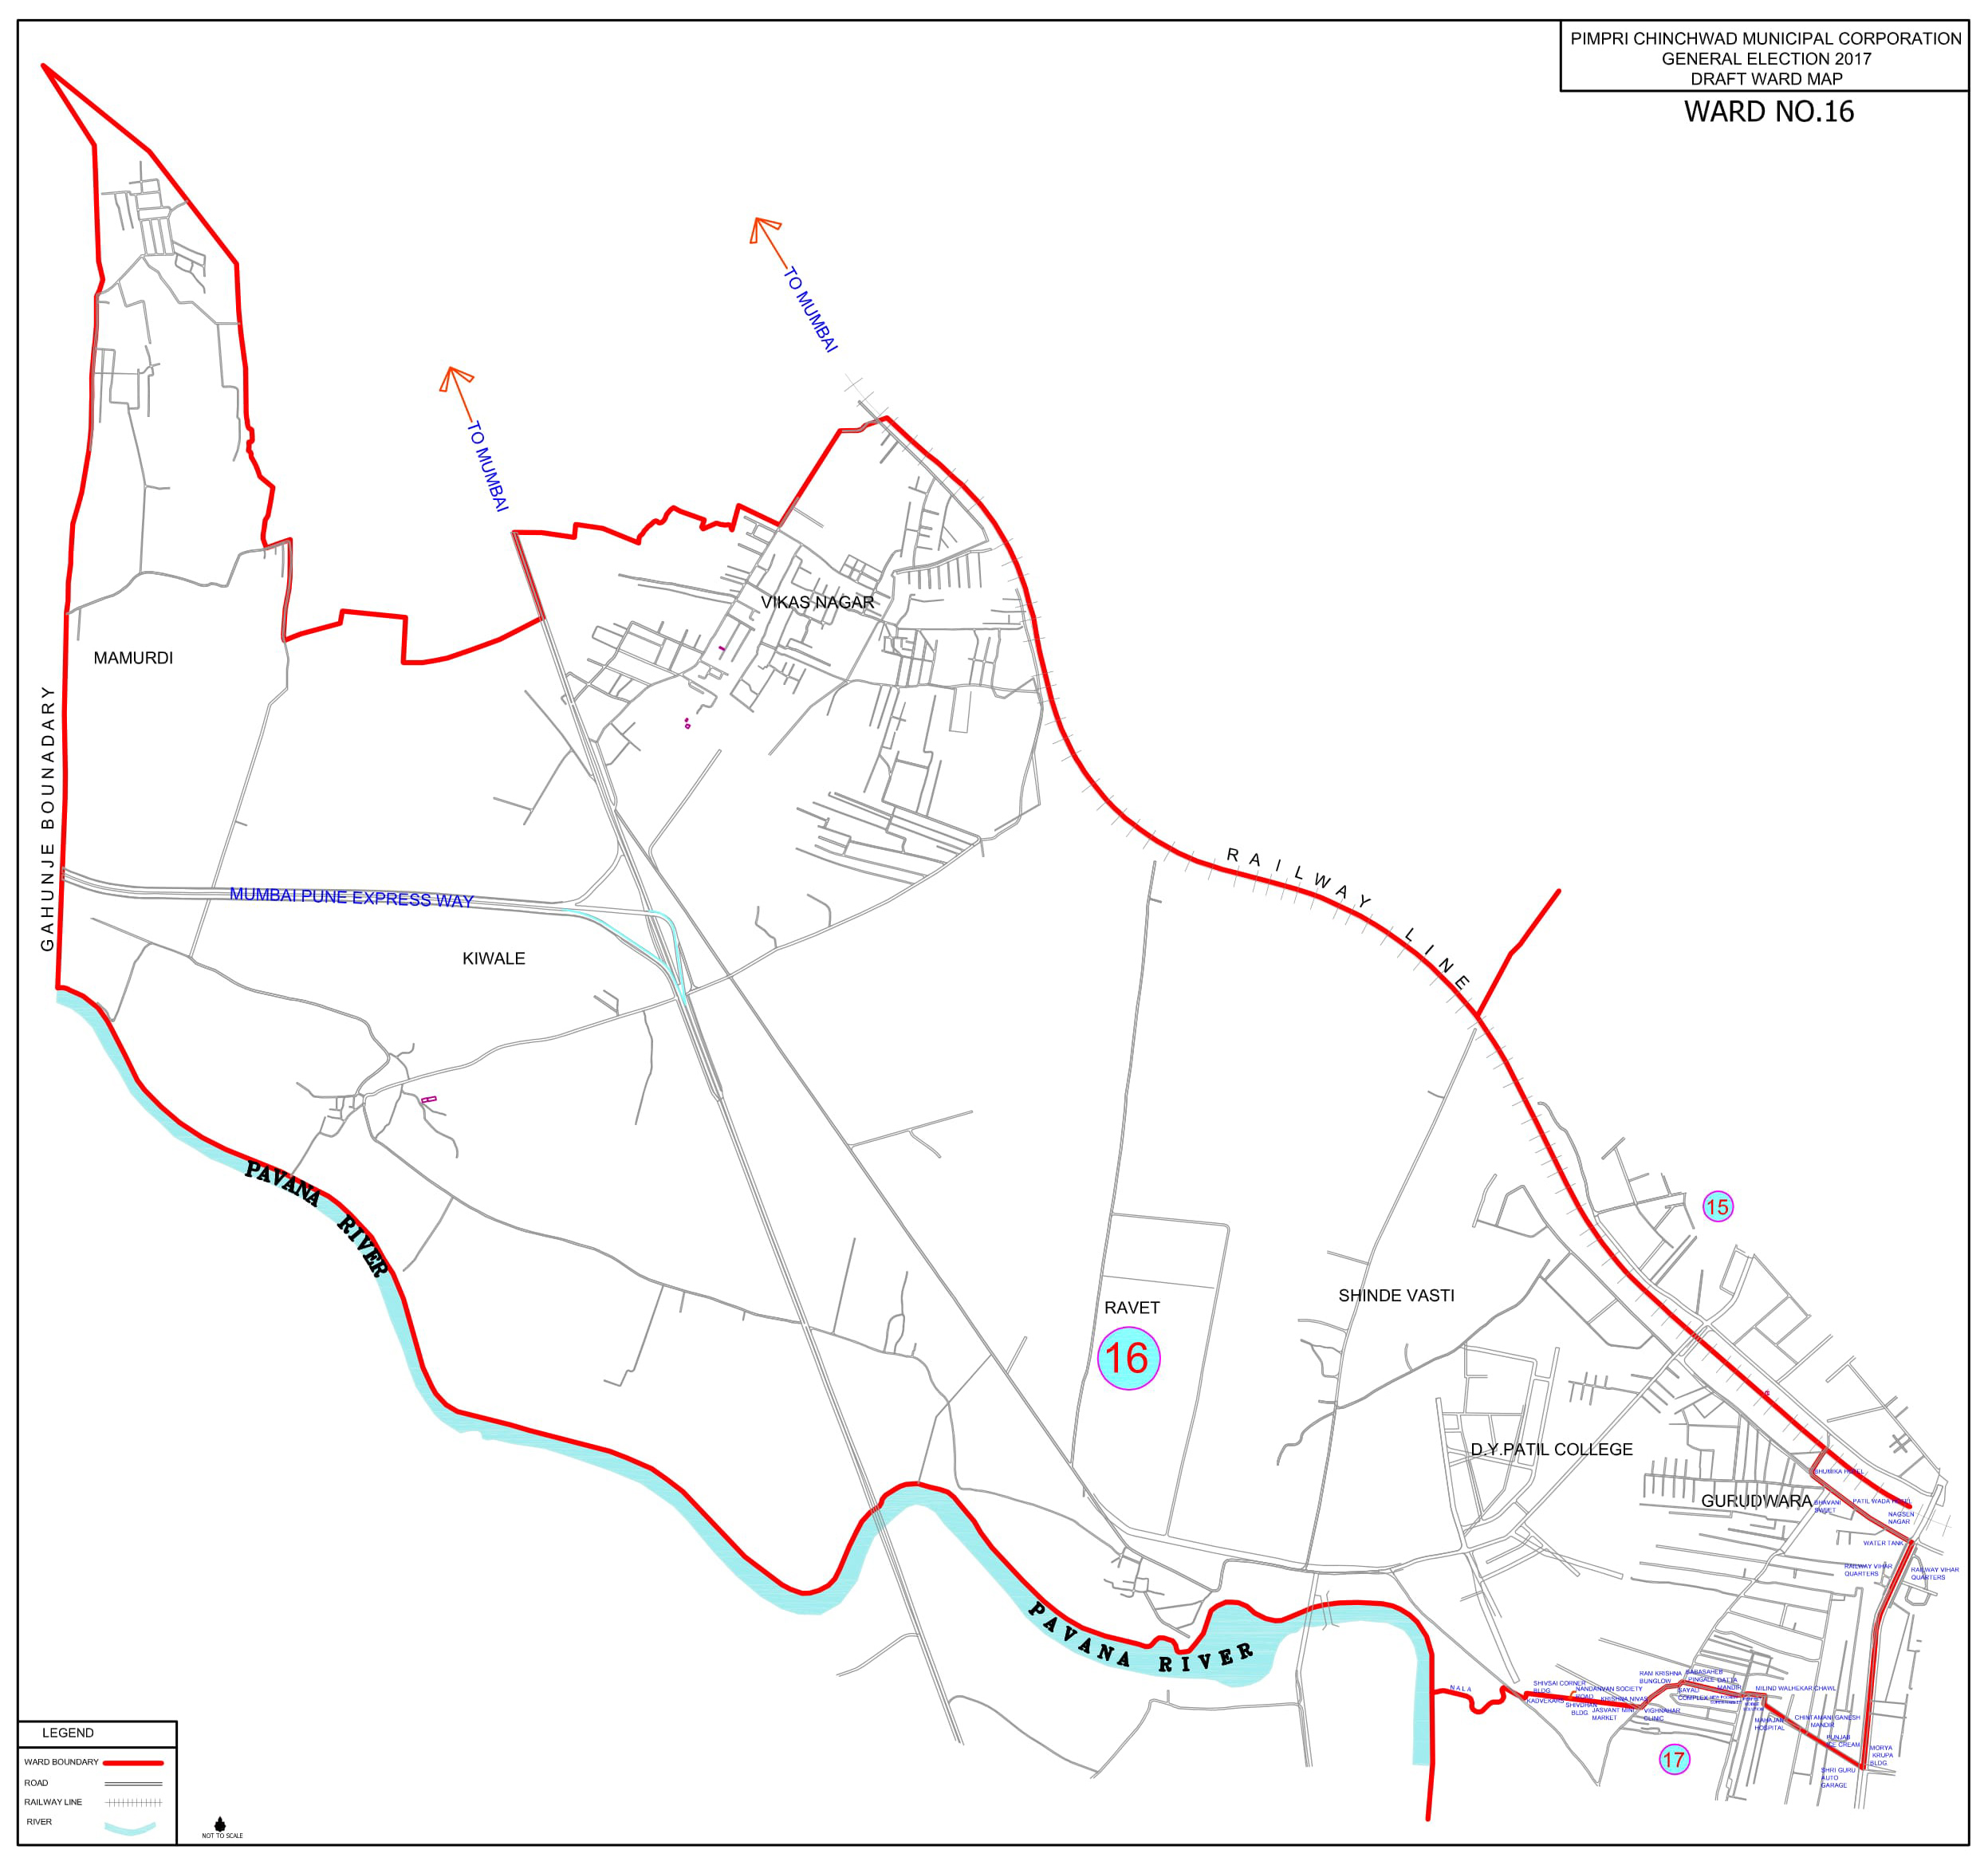 PIMPRI CHINCHWAD MUNICIPAL CORPORATION
GENERAL ELECTION 2017
DRAFT WARD MAP
WARD NO.16
TO MUMBAI
TO MUMBAI
VIKAS NAGAR
MAMURDI
GAHUNJE BOUNADARY
RAILWAY LINE
MUMBAI PUNE EXPRESS WAY
KIWALE
PAVANA RIVER
15
SHINDE VASTI
RAVET
16
D.Y.PATIL COLLEGE
GURUDWARA
BHAVANI
SWEET
PATIL WADA
NAGSEN
NAGAR
WATER TANK
RAILWAY VIHAR
QUARTERS
RAILWAY VIHAR
QUARTERS
PAVANA RIVER
NALA
SHIVSAI CORNER
BLDG
NANDANVAN SOCIETY
ROAD
KRISHNA NIVAS
SHIVDHAN
BLDG
JASVANT MINI
MARKET
RAM KRISHNA
BUNGLOW
BABASAHEB
PINGALE
DATTA
MANDIR
SAYALI
COMPLEX
VIGHNAHAR
CLINIC
MILIND WALHEKAR CHAWL
MAHAJAN
HOSPITAL
CHINTAMANI GANESH
MANDIR
PUNJAB
ICE CREAM
MORYA
KRUPA
BLDG
SHRI GURU
AUTO
GARAGE
17
LEGEND
WARD BOUNDARY
ROAD
RAILWAY LINE
RIVER
NOT TO SCALE